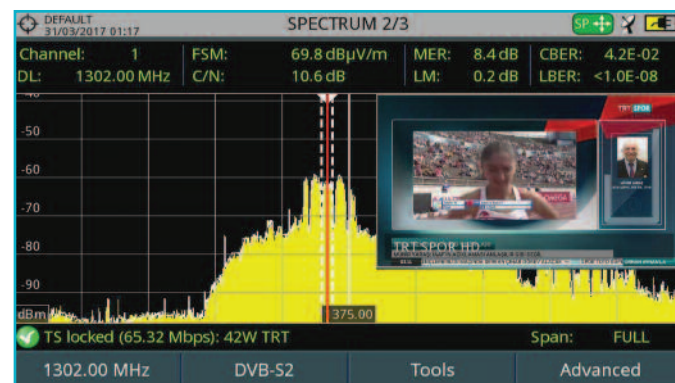 DEFAULT
31/03/2017 01:17
SPECTRUM 2/3
SP
Channel: 1
FSM: 69.8 dBµV/m
MER: 8.4 dB
CBER: 4.2E-02
DL: 1302.00 MHz
C/N: 10.6 dB
LM: 0.2 dB
LBER: <1.0E-08
-40
-50
-60
-70
-80
-90
dBm
375.00
TRT SPOR
TRT SPOR HD
TS locked (65.32 Mbps): 42W TRT
Span: FULL
1302.00 MHz
DVB-S2
Tools
Advanced